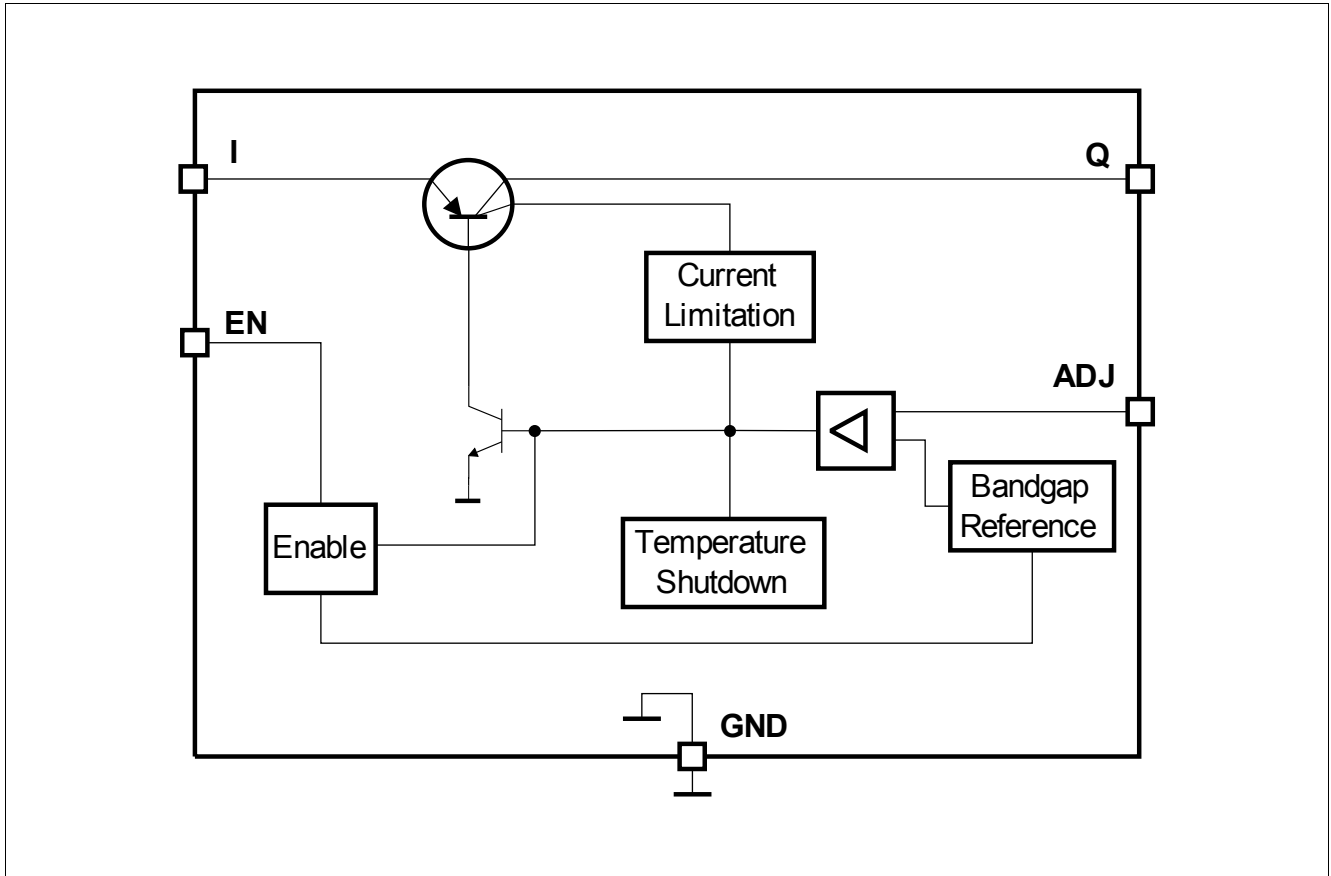 I
Q
Current
Limitation
EN
ADJ
Bandgap
Reference
Enable
Temperature
Shutdown
GND